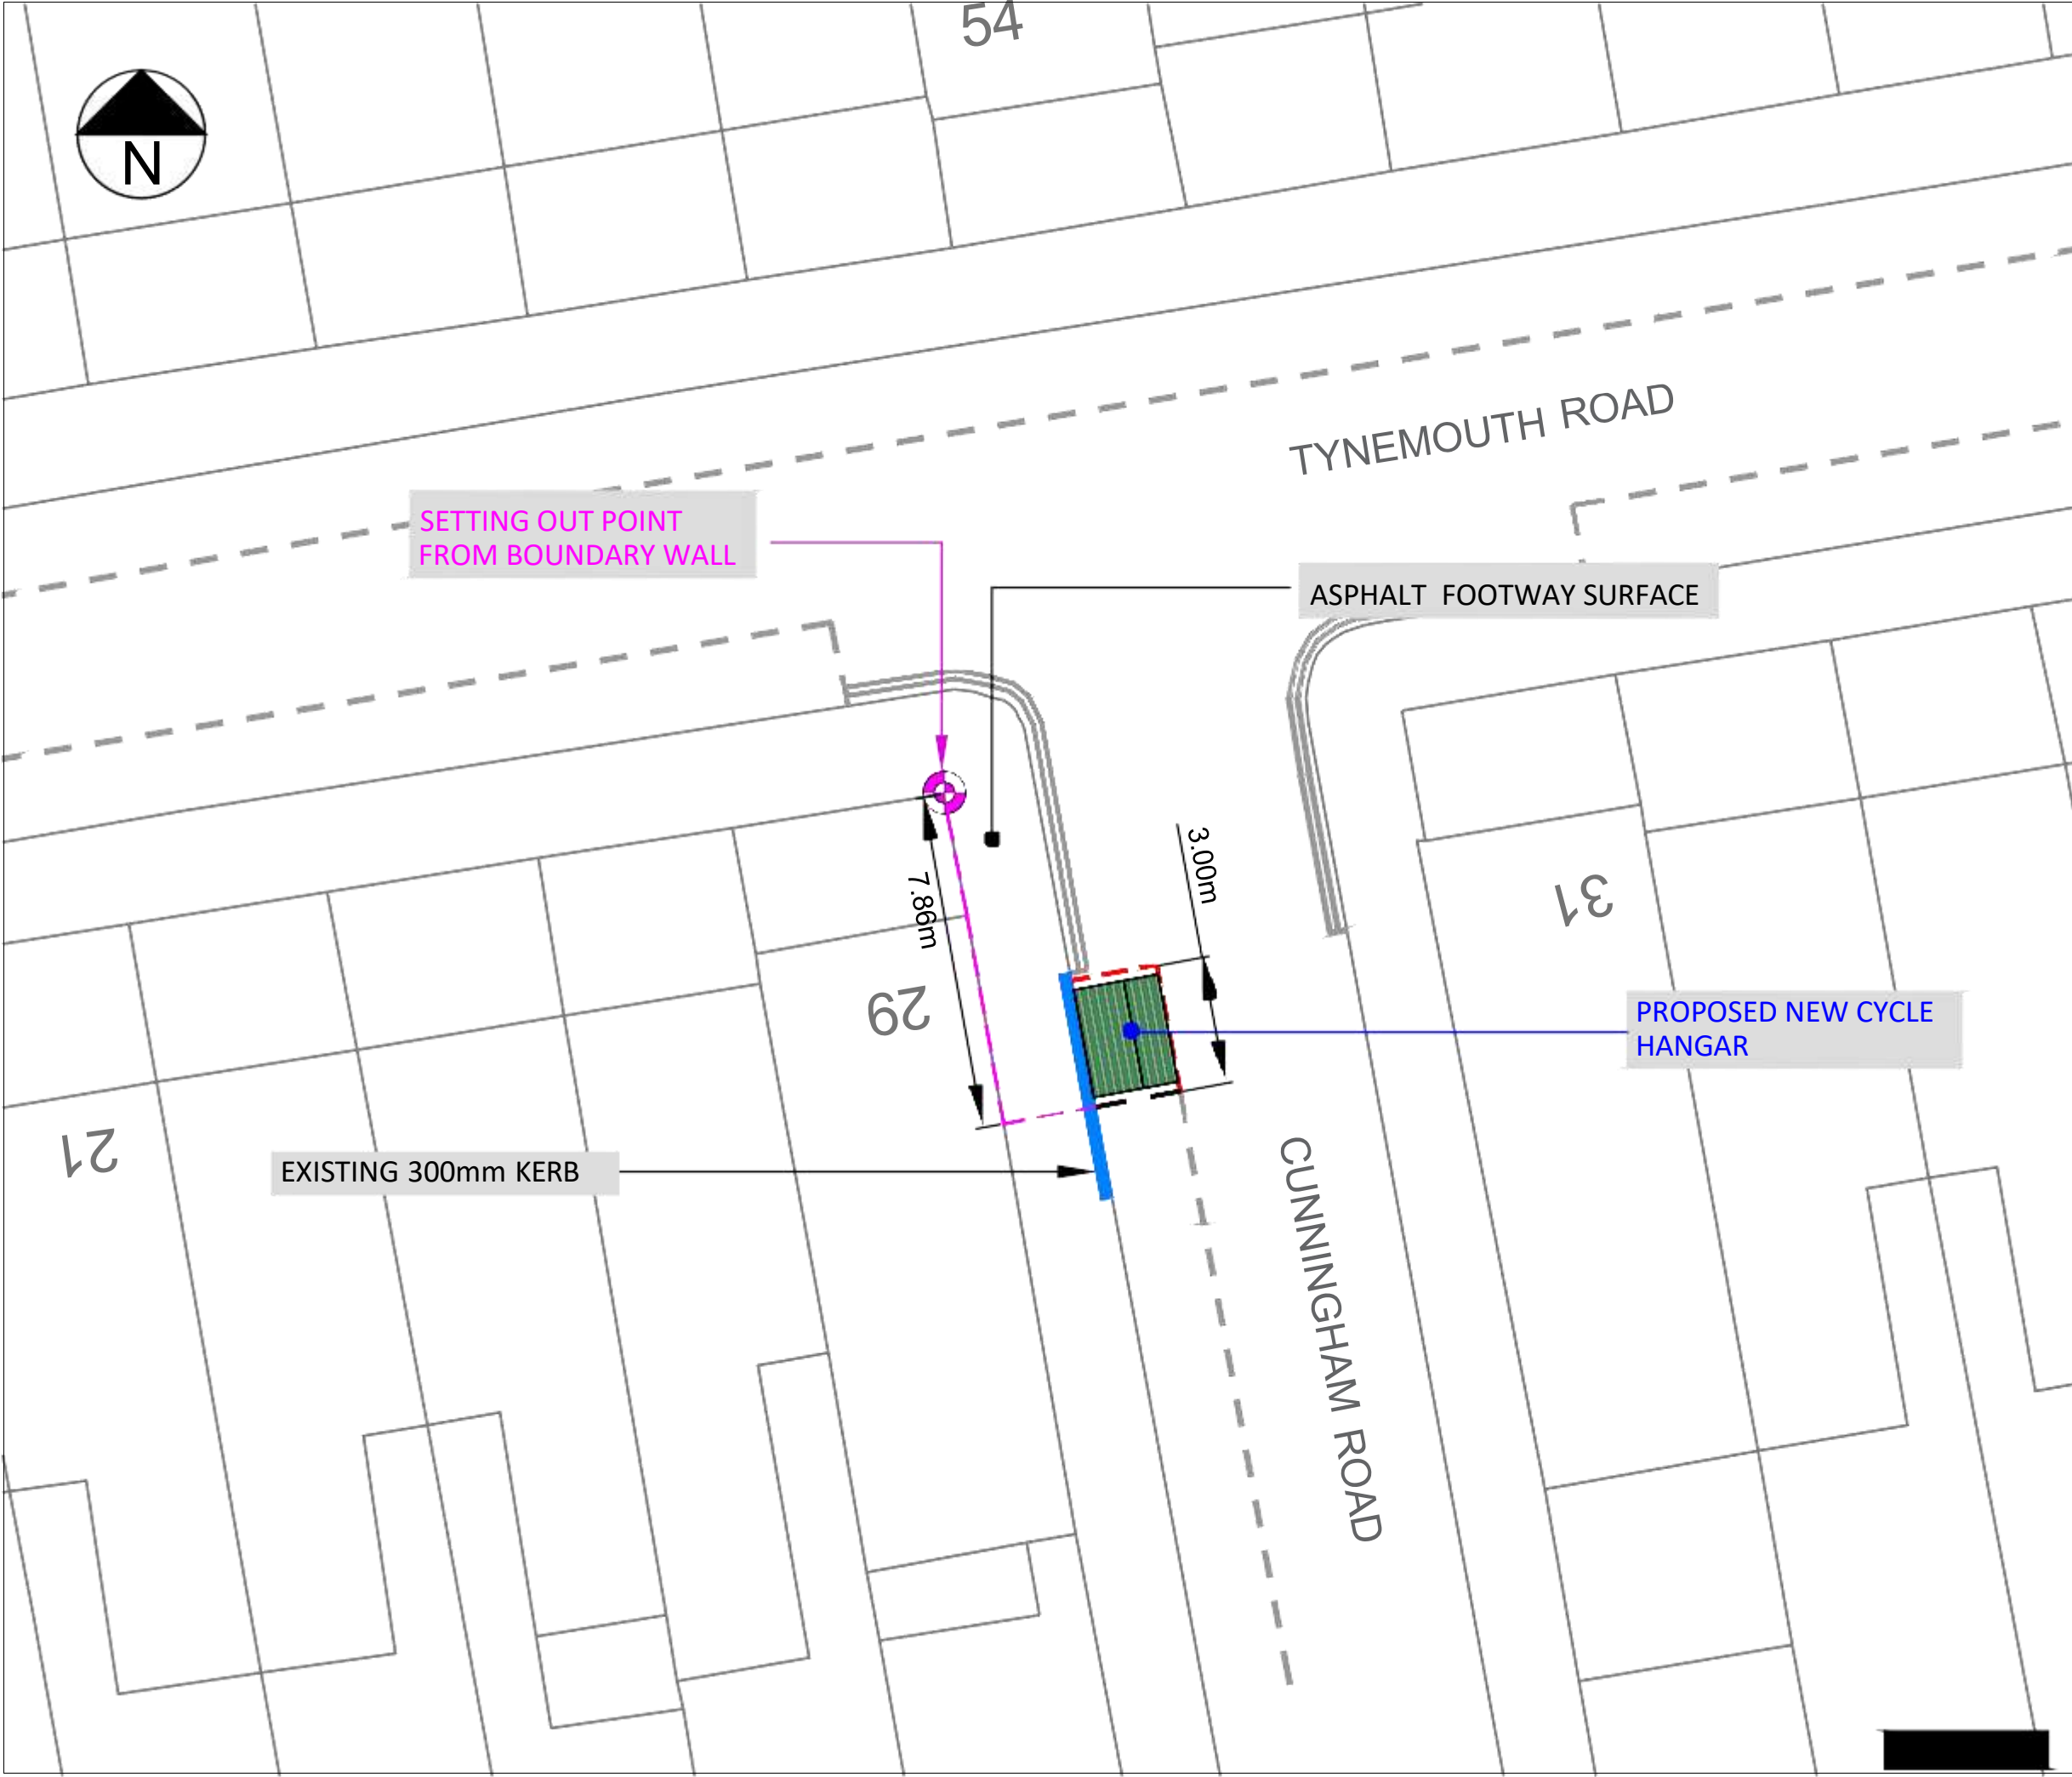 54
N
TYNEMOUTH ROAD
SETTING OUT POINT
FROM BOUNDARY WALL
ASPHALT FOOTWAY SURFACE
3.00m
7.86m
31
29
PROPOSED NEW CYCLE
HANGAR
21
EXISTING 300mm KERB
CUNNINGHAM ROAD